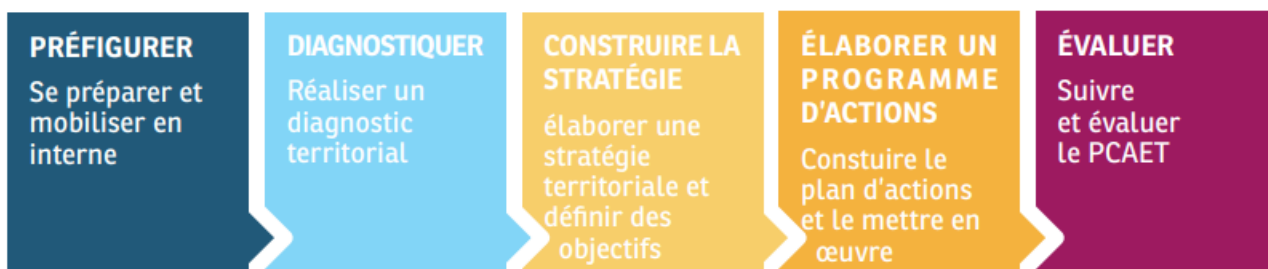 PRÉFIGURER
Se préparer et
mobiliser en
interne
DIAGNOSTIQUER
Réaliser un
diagnostic
territorial
CONSTRUIRE LA
STRATÉGIE
élaborer une
stratégie
territoriale et
définir des
objectifs
ÉLABORER UN
PROGRAMME
D'ACTIONS
Constuire le
plan d'actions
et le mettre en
œuvre
ÉVALUER
Suivre
et évaluer
le PCAET